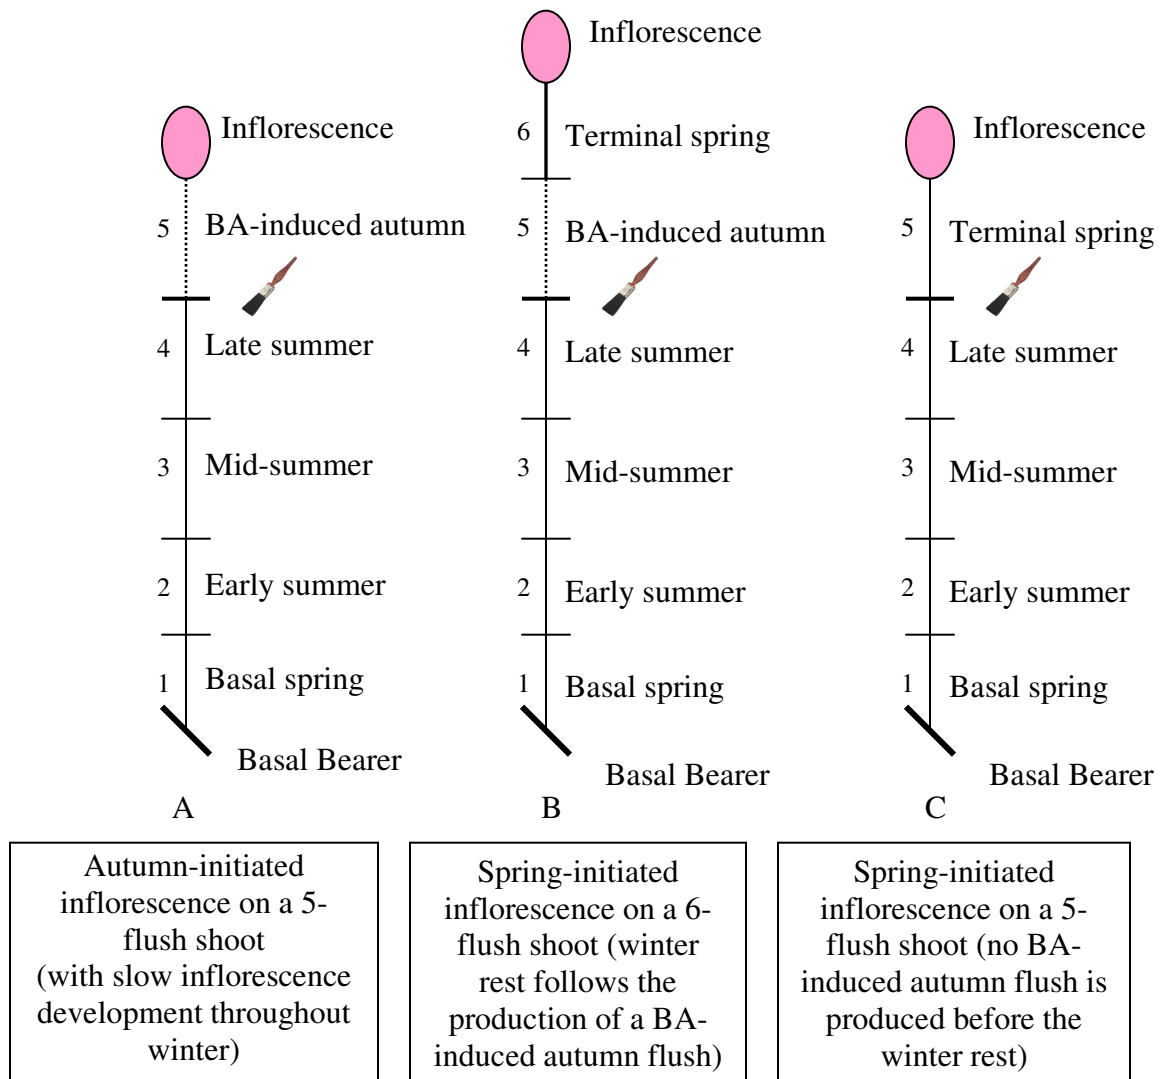 Inflorescence
6 Terminal spring
5 BA-induced autumn
4 Late summer
3 Mid-summer
2 Early summer
1 Basal spring
Basal Bearer
B
Inflorescence
5 BA-induced autumn
4 Late summer
3 Mid-summer
2 Early summer
1 Basal spring
Basal Bearer
A
Inflorescence
5 Terminal spring
4 Late summer
3 Mid-summer
2 Early summer
1 Basal spring
Basal Bearer
C
Autumn-initiated
inflorescence on a 5-
flush shoot
(with slow inflorescence
development throughout
winter)
Spring-initiated
inflorescence on a 6-
flush shoot (winter
rest follows the
production of a BA-
induced autumn flush)
Spring-initiated
inflorescence on a 5-
flush shoot (no BA-
induced autumn flush is
produced before the
winter rest)